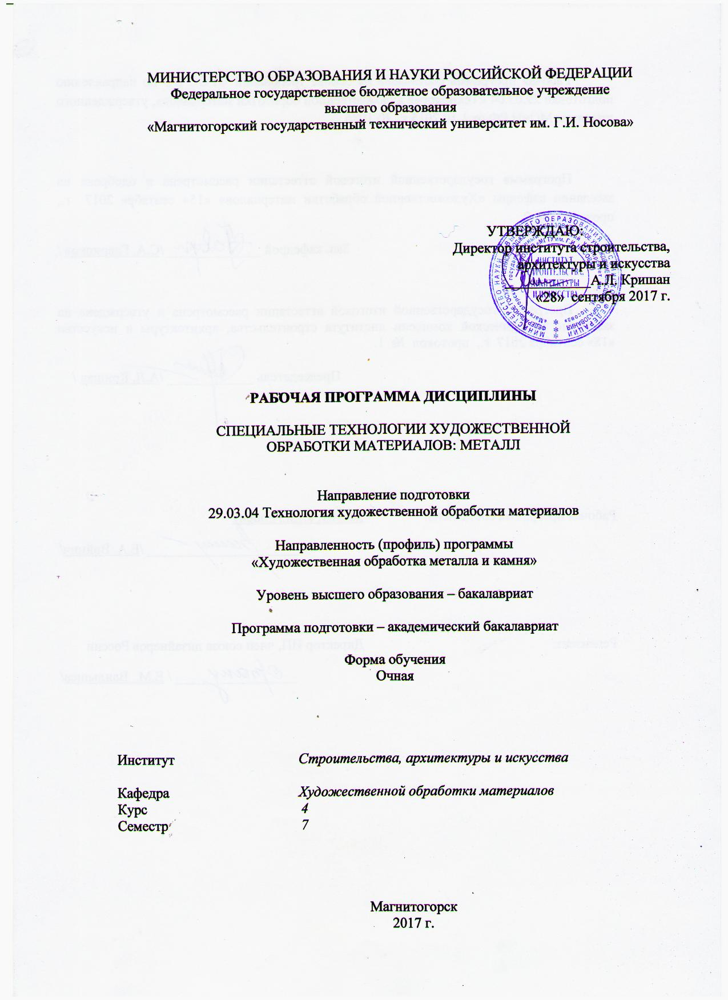 МИНИСТЕРСТВО ОБРАЗОВАНИЯ И НАУКИ РОССИЙСКОЙ ФЕДЕРАЦИИ
Федеральное государственное бюджетное образовательное учреждение
высшего образования
«Магнитогорский государственный технический университет им. Г.И. Носова»
УТВЕРЖДАЮ:
Директор института строительства,
архитектуры и искусства
А.Л. Кришан
«28» сентября 2017 г.
ИНСТИТУТ
СТРОИТЕЛЬСТВА,
АРХИТЕКТУРЫ
И ИСКУССТВА
РАБОЧАЯ ПРОГРАММА ДИСЦИПЛИНЫ
СПЕЦИАЛЬНЫЕ ТЕХНОЛОГИИ ХУДОЖЕСТВЕННОЙ
ОБРАБОТКИ МАТЕРИАЛОВ: МЕТАЛЛ
Направление подготовки
29.03.04 Технология художественной обработки материалов
Направленность (профиль) программы
«Художественная обработка металла и камня»
Уровень высшего образования – бакалавриат
Программа подготовки – академический бакалавриат
Форма обучения
Очная
Институт Строительства, архитектуры и искусства
Кафедра Художественной обработки материалов
Курс 4
Семестр 7
Магнитогорск
2017 г.